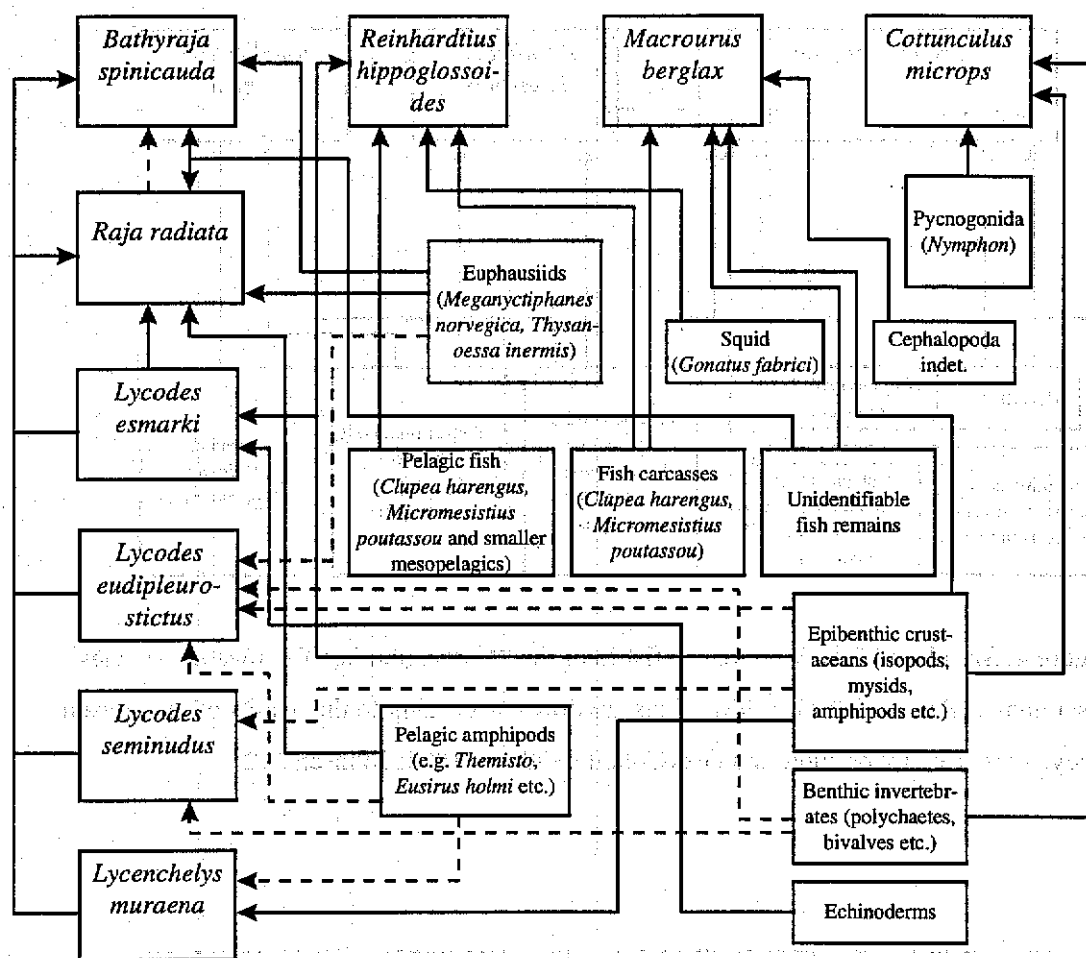 Bathyraja
spinicauda
Reinhardtius
hippoglossoi-
des
Macrourus
berglax
Cottunculus
microps
Raja radiata
Pycnogonida
(Nymphon)
Euphausiids
(Meganyctiphanes
norvegica, Thysan-
oessa inermis)
Squid
(Gonatus fabrici)
Cephalopoda
indet.
Lycodes
esmarki
Pelagic fish
(Clupea harengus,
Micromesistius
poutassou and smaller
mesopelagics)
Fish carcasses
(Clupea harengus,
Micromesistius
poutassou)
Unidentifiable
fish remains
Lycodes
eudipleuro-
stictus
Epibenthic crust-
aceans (isopods,
mysids,
amphipods etc.)
Lycodes
seminudus
Pelagic amphipods
(e.g. Themisto,
Eusirus holmi etc.)
Benthic invertebr-
ates (polychaetes,
bivalves etc.)
Lycenchelys
muraena
Echinoderms